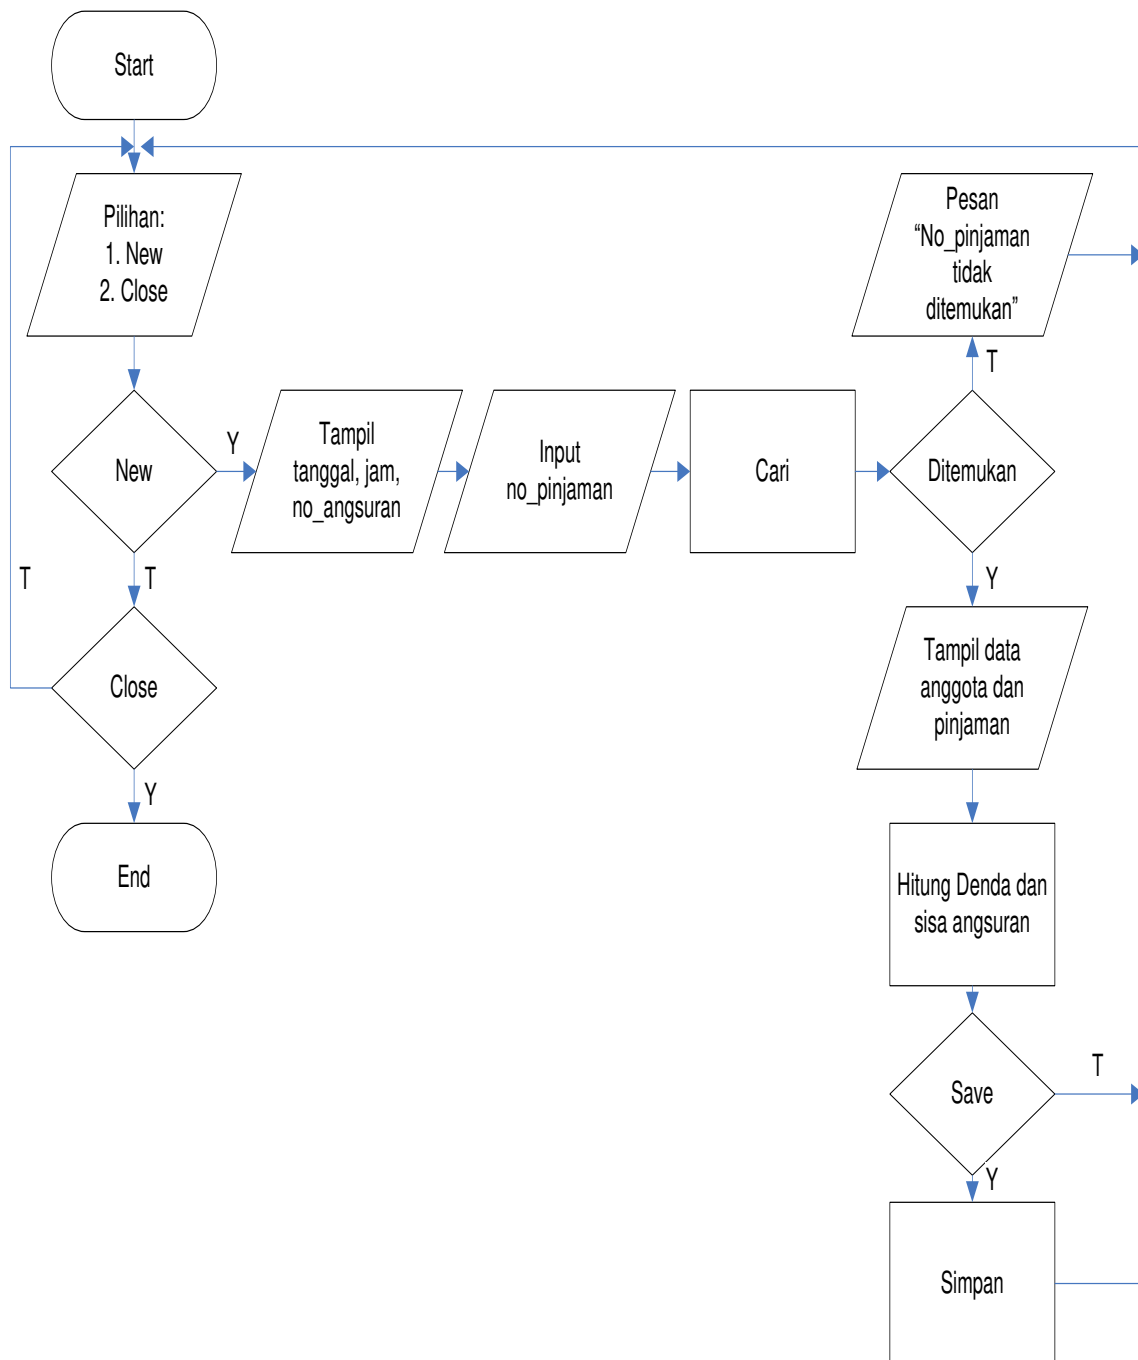 Start
Pilihan:
1. New
2. Close
New
Y
Tampil
tanggal, jam,
no_angsuran
Input
no_pinjaman
Cari
Ditemukan
T
Pesan
“No_pinjaman
tidak
ditemukan”
Y
Tampil data
anggota dan
pinjaman
Hitung Denda dan
sisa angsuran
Save
T
Y
Simpan
T
T
Close
Y
End